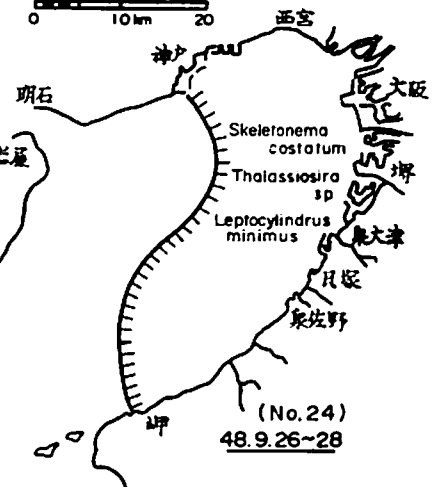 0 10km 20
西宮
神戸
明石
大阪
Skeletonema
costatum
堺
Thalassiosira
sp
Leptocylindrus
minimus
泉大津
貝塚
泉佐野
岬
(No.24)
48.9.26~28